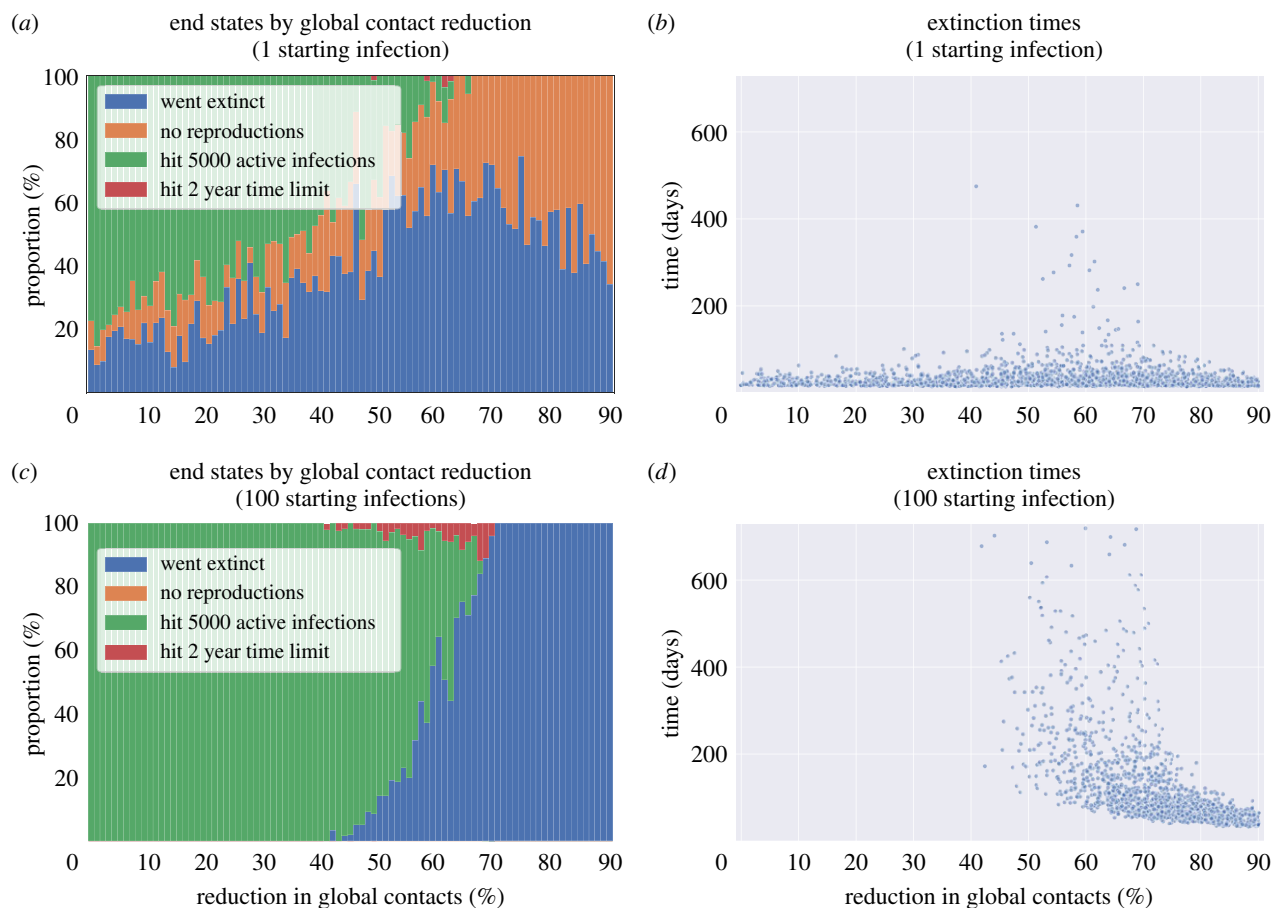 (a)
end states by global contact reduction
(1 starting infection)
100
80
60
40
20
0
proportion (%)
went extinct
no reproductions
hit 5000 active infections
hit 2 year time limit
10 20 30 40 50 60 70 80 90
(b)
extinction times
(1 starting infection)
600
400
200
time (days)
0 10 20 30 40 50 60 70 80 90
(c)
end states by global contact reduction
(100 starting infections)
100
80
60
40
20
proportion (%)
went extinct
no reproductions
hit 5000 active infections
hit 2 year time limit
0 10 20 30 40 50 60 70 80 90
reduction in global contacts (%)
(d)
extinction times
(100 starting infection)
600
400
200
time (days)
0 10 20 30 40 50 60 70 80 90
reduction in global contacts (%)